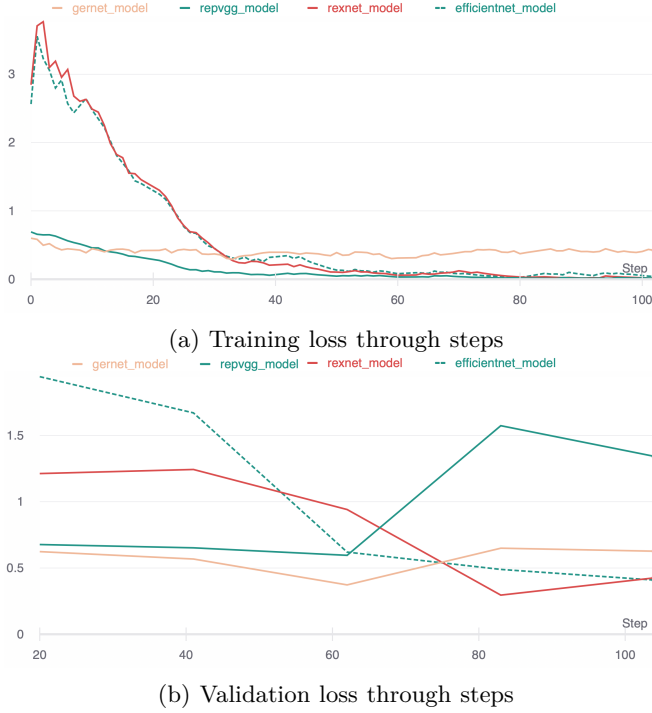 gernet_model repvgg_model rexnet_model efficientnet_model
3
2
1
0
Step
0 20 40 60 80 100
(a) Training loss through steps
gernet_model repvgg_model rexnet_model efficientnet_model
1.5
1
0.5
0
Step
20 40 60 80 100
(b) Validation loss through steps